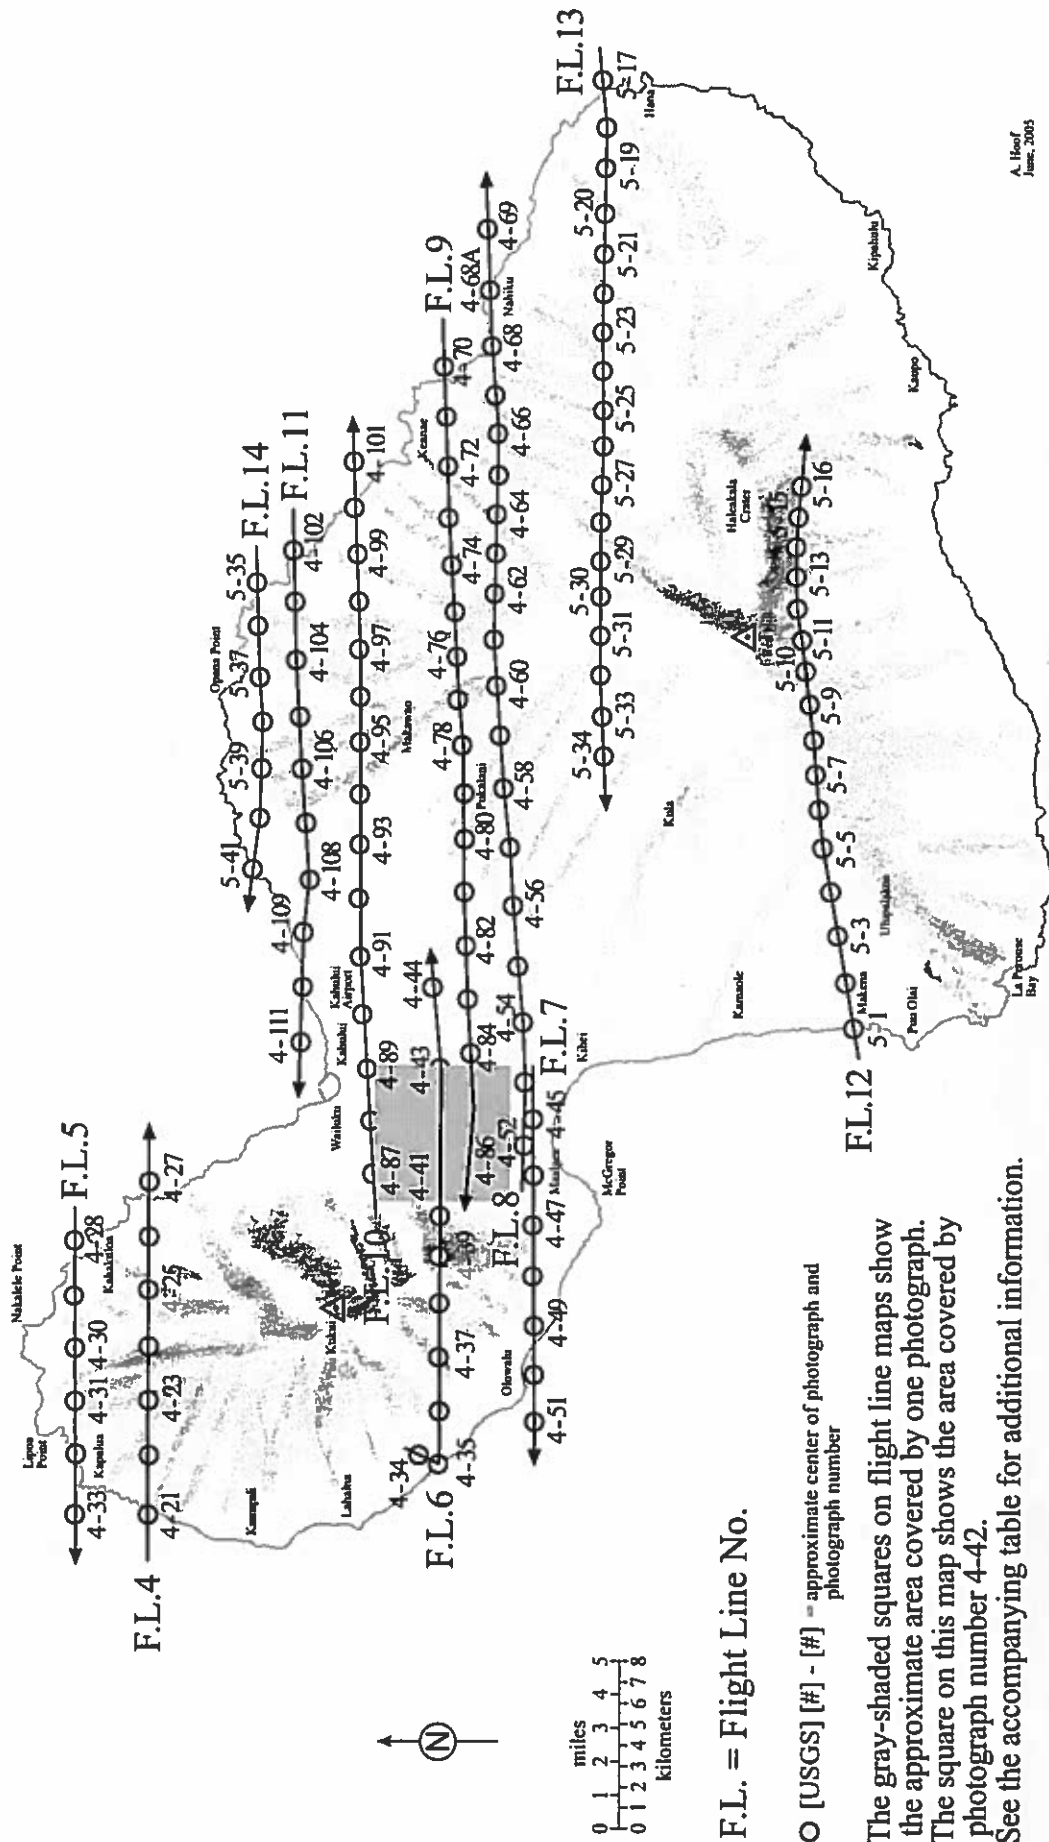 Nakalele Point
Lipoa
Point
F.L.5
4-28
Kahakuloa
4-30
4-31
Kapalua
4-33
F.L.4
4-21
4-23
4-25
4-27
Kaanapali
Lahaina
Kukui
Opana Point
F.L.14
5-35
5-37
5-39
5-41
F.L.11
4-102
4-104
4-106
4-108
4-109
4-111
Kahului
Kahului
Airport
Wailuku
F.L.10
4-87
4-89
4-91
4-93
4-95
4-97
4-99
4-101
Makawao
Keanae
F.L.6
4-34
4-35
4-37
4-39
4-41
4-43
4-44
F.L.9
4-70
4-72
4-74
4-76
4-78
Pukalani
4-80
4-82
4-84
4-86
F.L.8
4-52
4-54
4-56
4-58
4-60
4-62
4-64
4-66
4-68
4-68A
4-69
Nahiku
F.L.7
4-45
4-47
4-49
4-51
Olowalu
Maalaea
McGregor
Point
Kihei
Kamaole
Kula
F.L.13
5-17
Hana
5-19
5-20
5-21
5-23
5-25
5-27
5-29
5-30
5-31
5-33
5-34
Haleakala
Crater
Red Hill
F.L.12
5-1
5-3
5-5
5-7
5-9
5-10
5-11
5-13
5-15
5-16
Makena
Puu Olai
Ulupalakua
La Perouse
Bay
Kaupo
Kipahulu
A. Hoof
June, 2005
N
miles
0 1 2 3 4 5
0 1 2 3 4 5 6 7 8
kilometers
F.L. = Flight Line No.
O [USGS] [#] - [#] = approximate center of photograph and
photograph number
The gray-shaded squares on flight line maps show
the approximate area covered by one photograph.
The square on this map shows the area covered by
photograph number 4-42.
See the accompanying table for additional information.